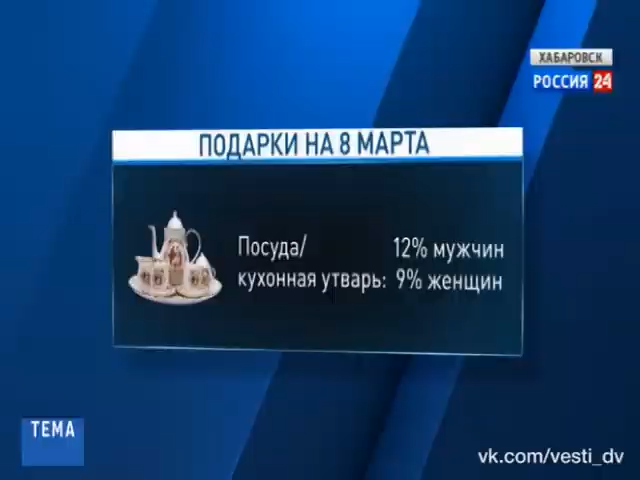 ХАБАРОВСК
РОССИЯ 24
ПОДАРКИ НА 8 МАРТА
Посуда/ 12% мужчин
кухонная утварь: 9% женщин
ТЕМА
vk.com/vesti_dv